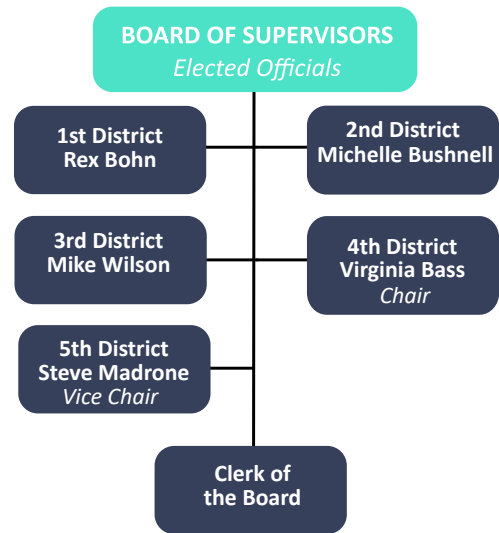 BOARD OF SUPERVISORS
Elected Officials
1st District
Rex Bohn
2nd District
Michelle Bushnell
3rd District
Mike Wilson
4th District
Virginia Bass
Chair
5th District
Steve Madrone
Vice Chair
Clerk of
the Board